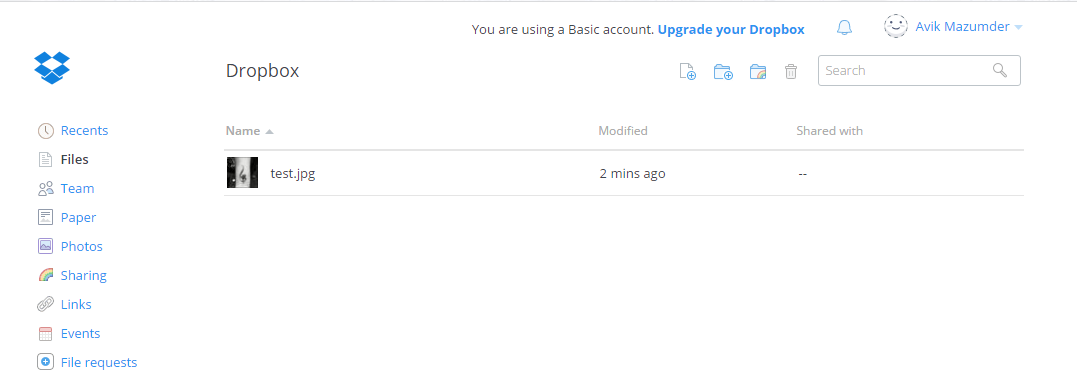 You are using a Basic account. Upgrade your Dropbox
Avik Mazumder
Dropbox
Search
Name Modified Shared with
test.jpg 2 mins ago --
Recents
Files
Team
Paper
Photos
Sharing
Links
Events
File requests